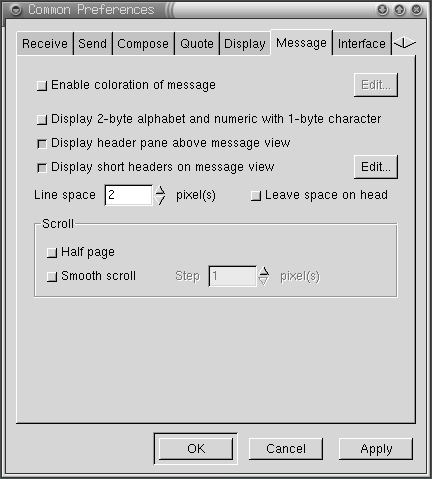 Common Preferences
Receive Send Compose Quote Display Message Interface
Enable coloration of message Edit...
Display 2-byte alphabet and numeric with 1-byte character
Display header pane above message view
Display short headers on message view Edit...
Line space 2 pixel(s) Leave space on head
Scroll
Half page
Smooth scroll Step 1 pixel(s)
OK Cancel Apply